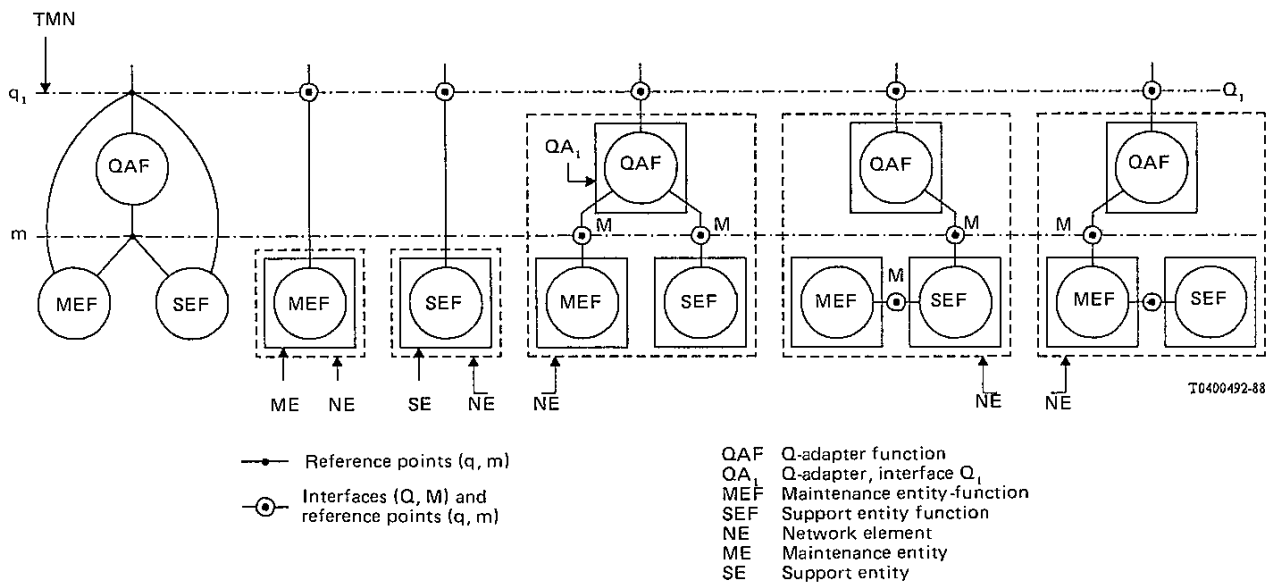 TMN
q₁
Q₁
QAF
QA₁
QAF
QAF
QAF
m
M
M
M
M
MEF
SEF
MEF
SEF
MEF
SEF
MEF
M
SEF
MEF
SEF
ME
NE
SE
NE
NE
NE
NE
T0400492-88
Reference points (q, m)
Interfaces (Q, M) and
reference points (q, m)
QAF Q-adapter function
QA₁ Q-adapter, interface Q₁
MEF Maintenance entity-function
SEF Support entity function
NE Network element
ME Maintenance entity
SE Support entity